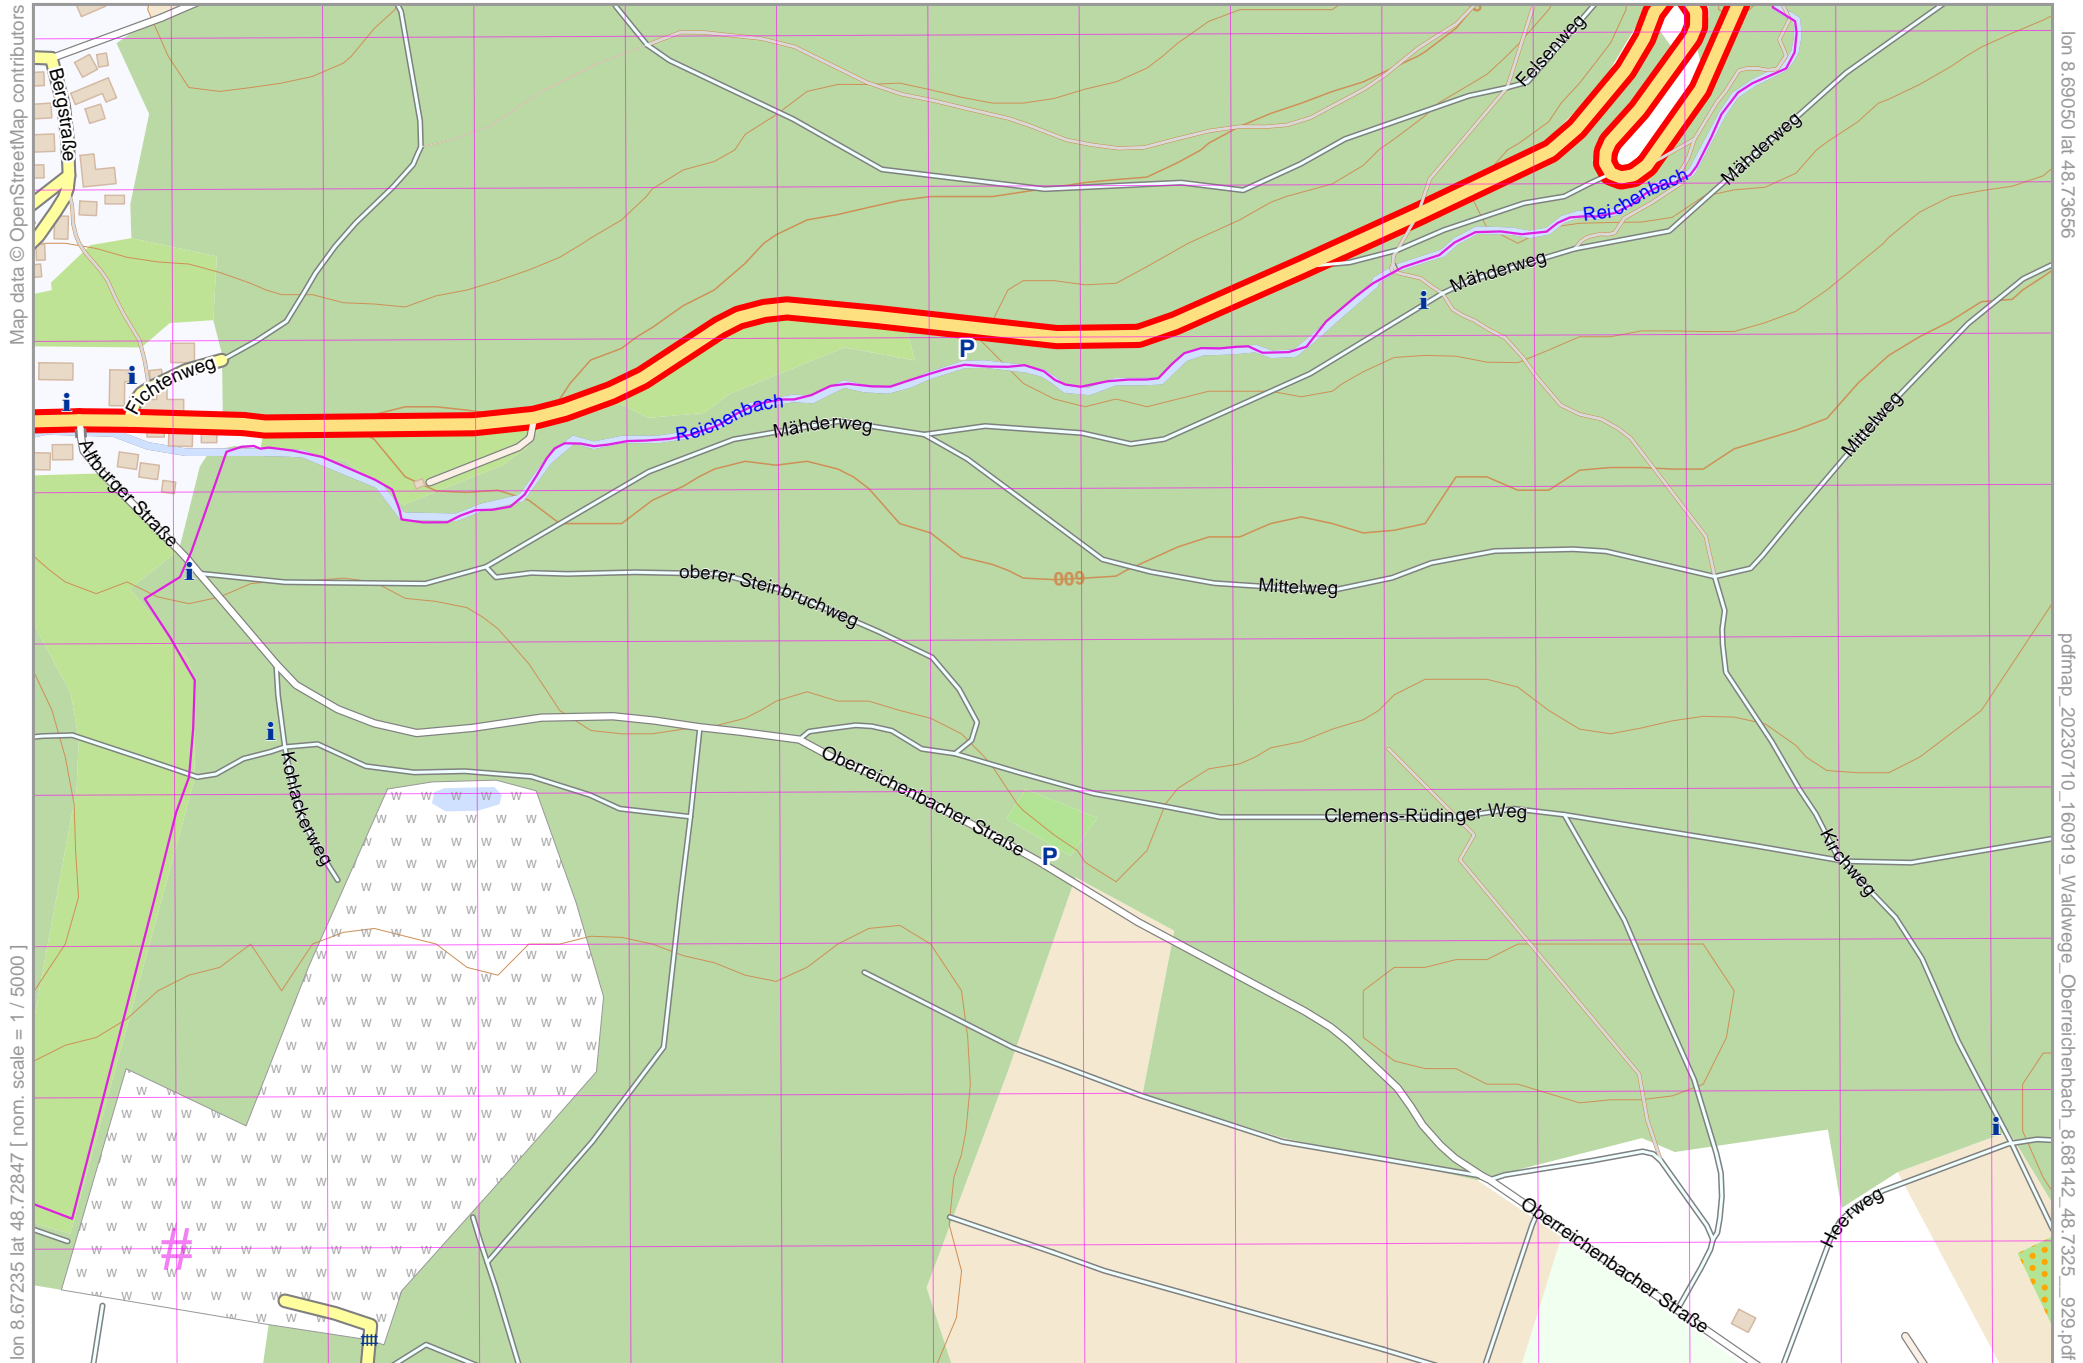 Map data © OpenStreetMap contributors
lon 8.67235 lat 48.72847 [ nom. scale = 1 / 5000 ]
lon 8.69050 lat 48.73656
pdfmap_20230710_160919_Waldwege_Oberreichenbach_8.68142_48.7325__929.pdf
Bergstraße
Felsenweg
Mähderweg
Reichenbach
Mähderweg
i
P
i
Fichtenweg
i
Reichenbach
Mähderweg
Mittelweg
Altburger Straße
i
oberer Steinbruchweg
600
Mittelweg
i
Kohlackerweg
Oberreichenbacher Straße
P
Clemens-Rüdinger Weg
Kirchweg
i
Oberreichenbacher Straße
Heerweg
#